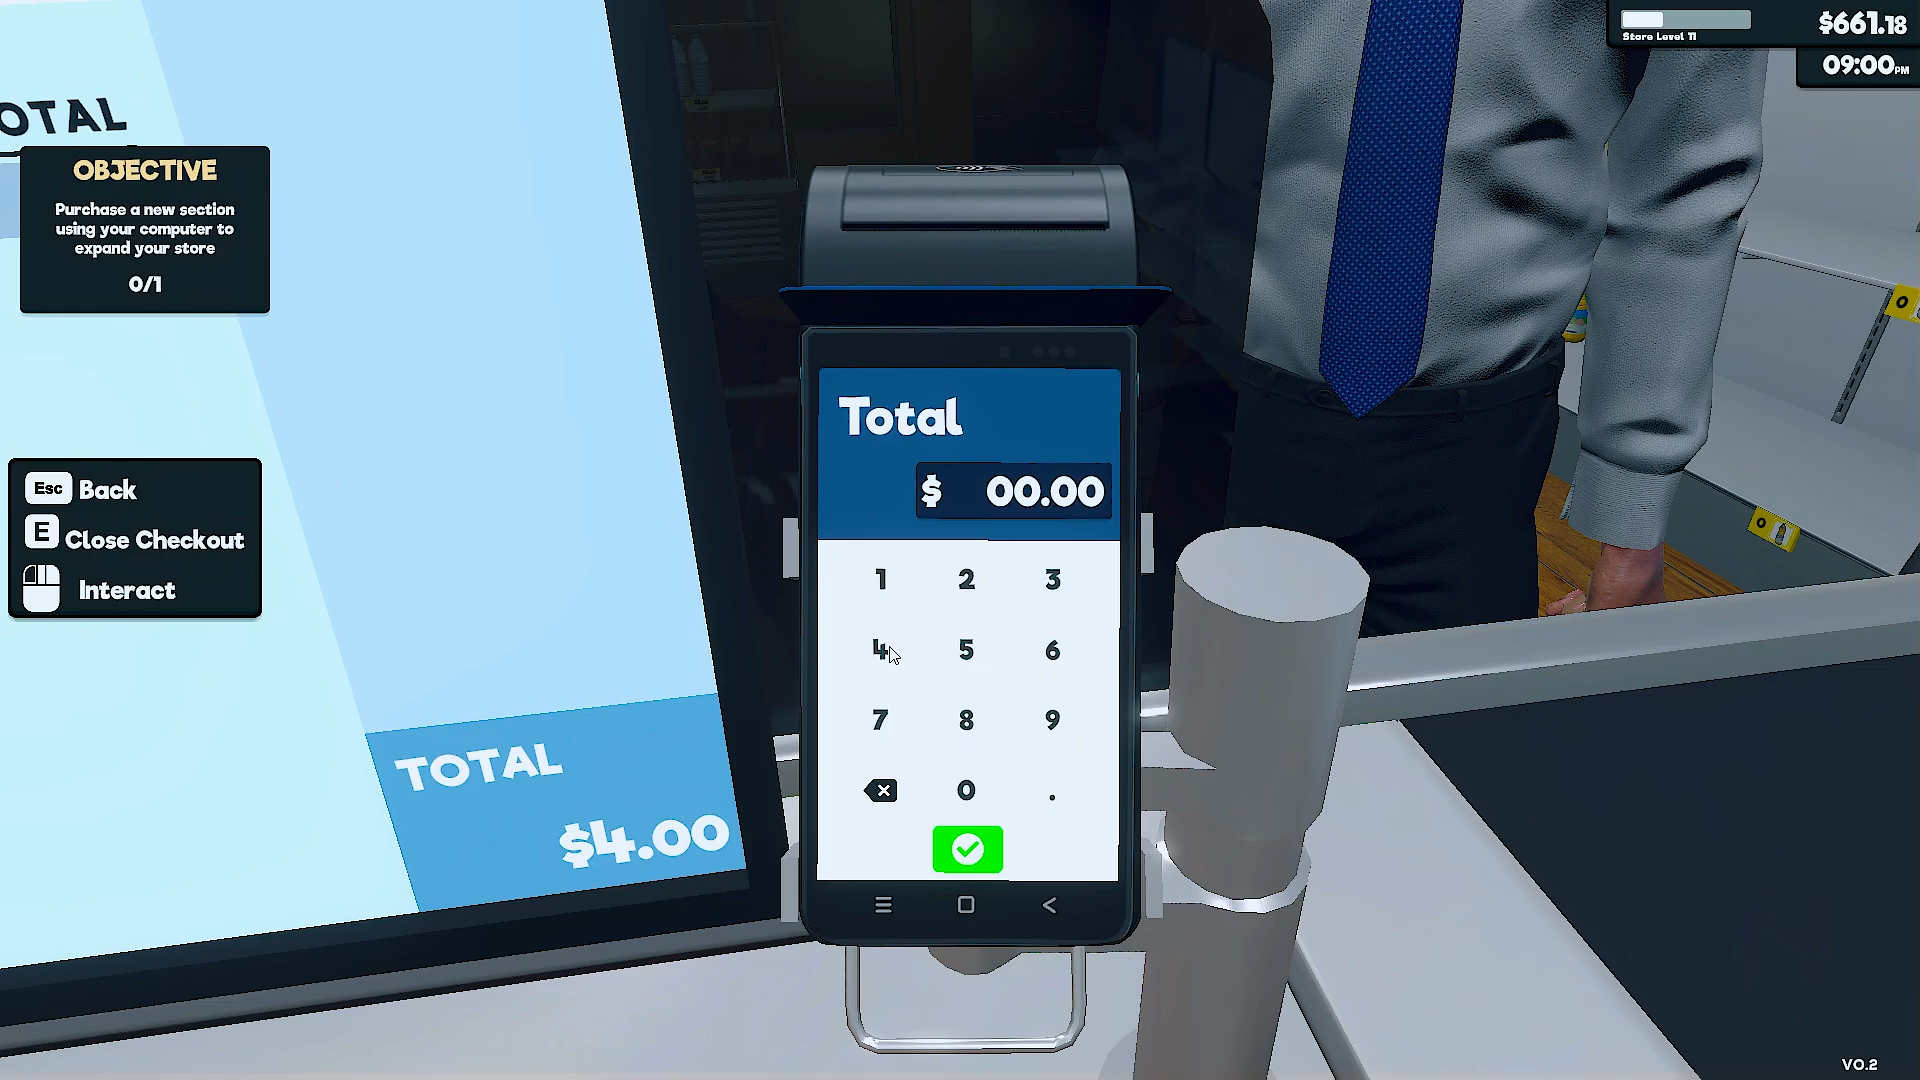 $661.18
Store Level 11
09:00PM
OTAL
OBJECTIVE
Purchase a new section
using your computer to
expand your store
0/1
Esc Back
E Close Checkout
Interact
Total
$ 00.00
1 2 3
4 5 6
7 8 9
0 .
TOTAL
$4.00
0
0
V0.2